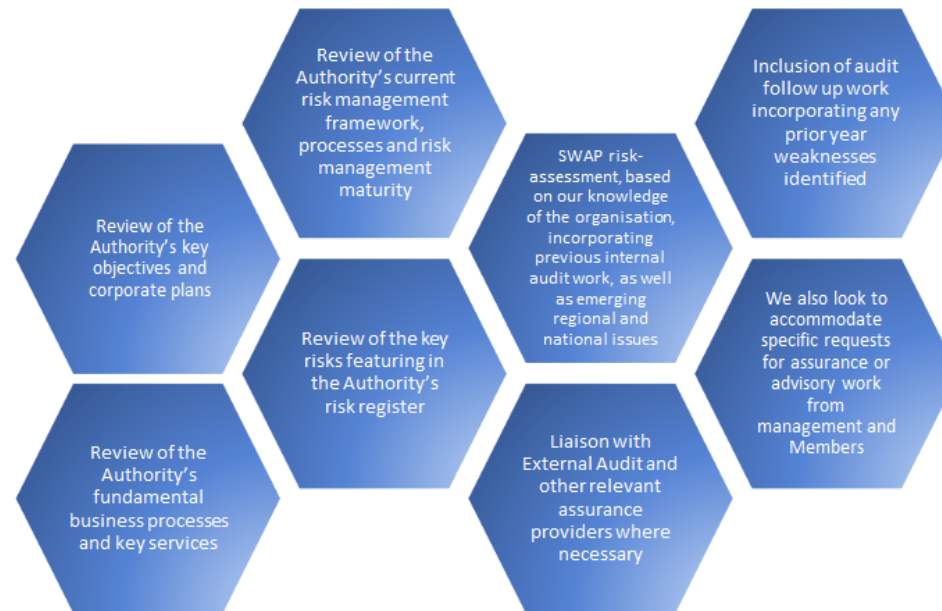 Review of the
Authority's current
risk management
framework,
processes and risk
management
maturity
Inclusion of audit
follow up work
incorporating any
prior year
weaknesses
identified
SWAP risk-
assessment, based
on our knowledge
of the organisation,
incorporating
previous internal
audit work, as well
as emerging
regional and
national issues
Review of the
Authority's key
objectives and
corporate plans
Review of the key
risks featuring in
the Authority's
risk register
We also look to
accommodate
specific requests
for assurance or
advisory work
from
management and
Members
Review of the
Authority's
fundamental
business processes
and key services
Liaison with
External Audit and
other relevant
assurance
providers where
necessary